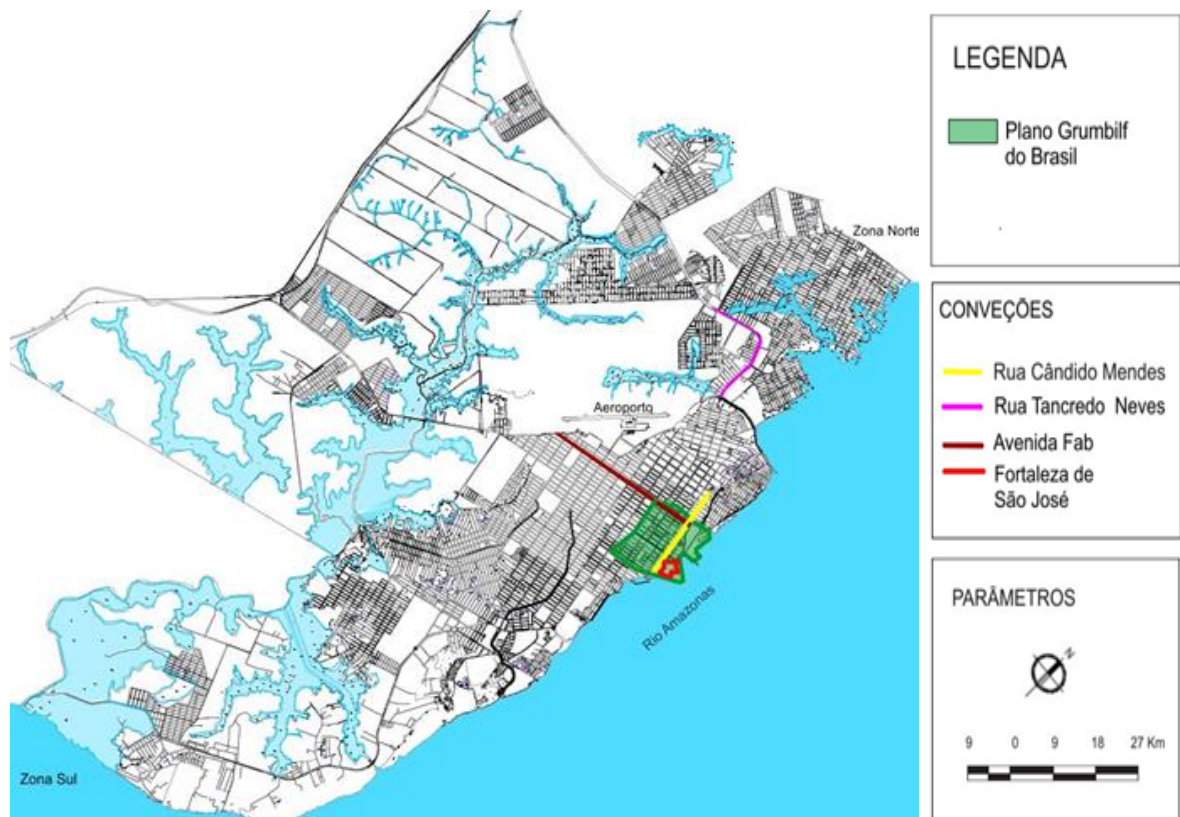 Zona Norte
Aeroporto
Rio Amazonas
Zona Sul
LEGENDA
Plano Grumbilf
do Brasil
CONVEÇÕES
Rua Cândido Mendes
Rua Tancredo Neves
Avenida Fab
Fortaleza de
São José
PARÂMETROS
N
9 0 9 18 27 Km